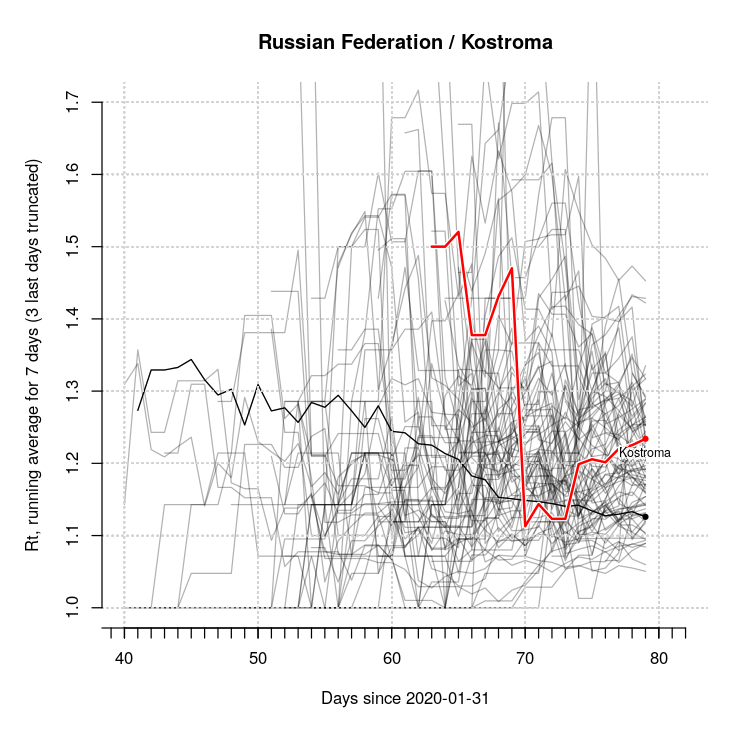 Russian Federation / Kostroma
Rt, running average for 7 days (3 last days truncated)
1.7
1.6
1.5
1.4
1.3
1.2
1.1
1.0
Kostroma
40 50 60 70 80
Days since 2020-01-31